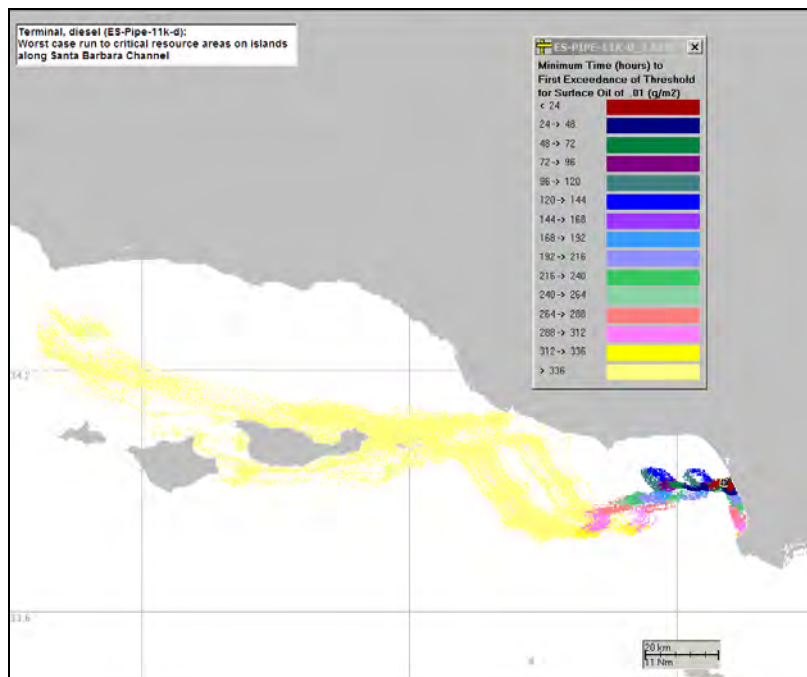 Terminal, diesel (ES-Pipe-11k-d):
Worst case run to critical resource areas on islands
along Santa Barbara Channel
Minimum Time (hours) to
First Exceedance of Threshold
for Surface Oil of .01 (g/m2)
< 24
24-> 48
48-> 72
72-> 96
96-> 120
120-> 144
144-> 168
168-> 192
192-> 216
216-> 240
240-> 264
264-> 288
288-> 312
312-> 336
> 336
33.6
20 km
11 Nm